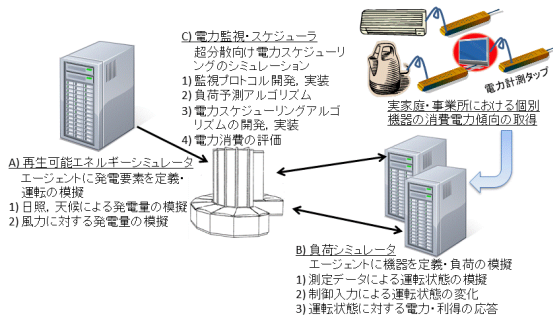 C) 電力監視・スケジューラ
超分散向け電力スケジューリ
ングのシミュレーション
1) 監視プロトコル開発, 実装
2) 負荷予測アルゴリズム
3) 電力スケジューリングアルゴ
リズムの開発, 実装
4) 電力消費の評価
電力計測タップ
実家庭・事業所における個別
機器の消費電力傾向の取得
A) 再生可能エネルギーシミュレータ
エージェントに発電要素を定義・
運転の模擬
1) 日照, 天候による発電量の模擬
2) 風力に対する発電量の模擬
B) 負荷シミュレータ
エージェントに機器を定義・負荷の模擬
1) 測定データによる運転状態の模擬
2) 制御入力による運転状態の変化
3) 運転状態に対する電力・利得の応答